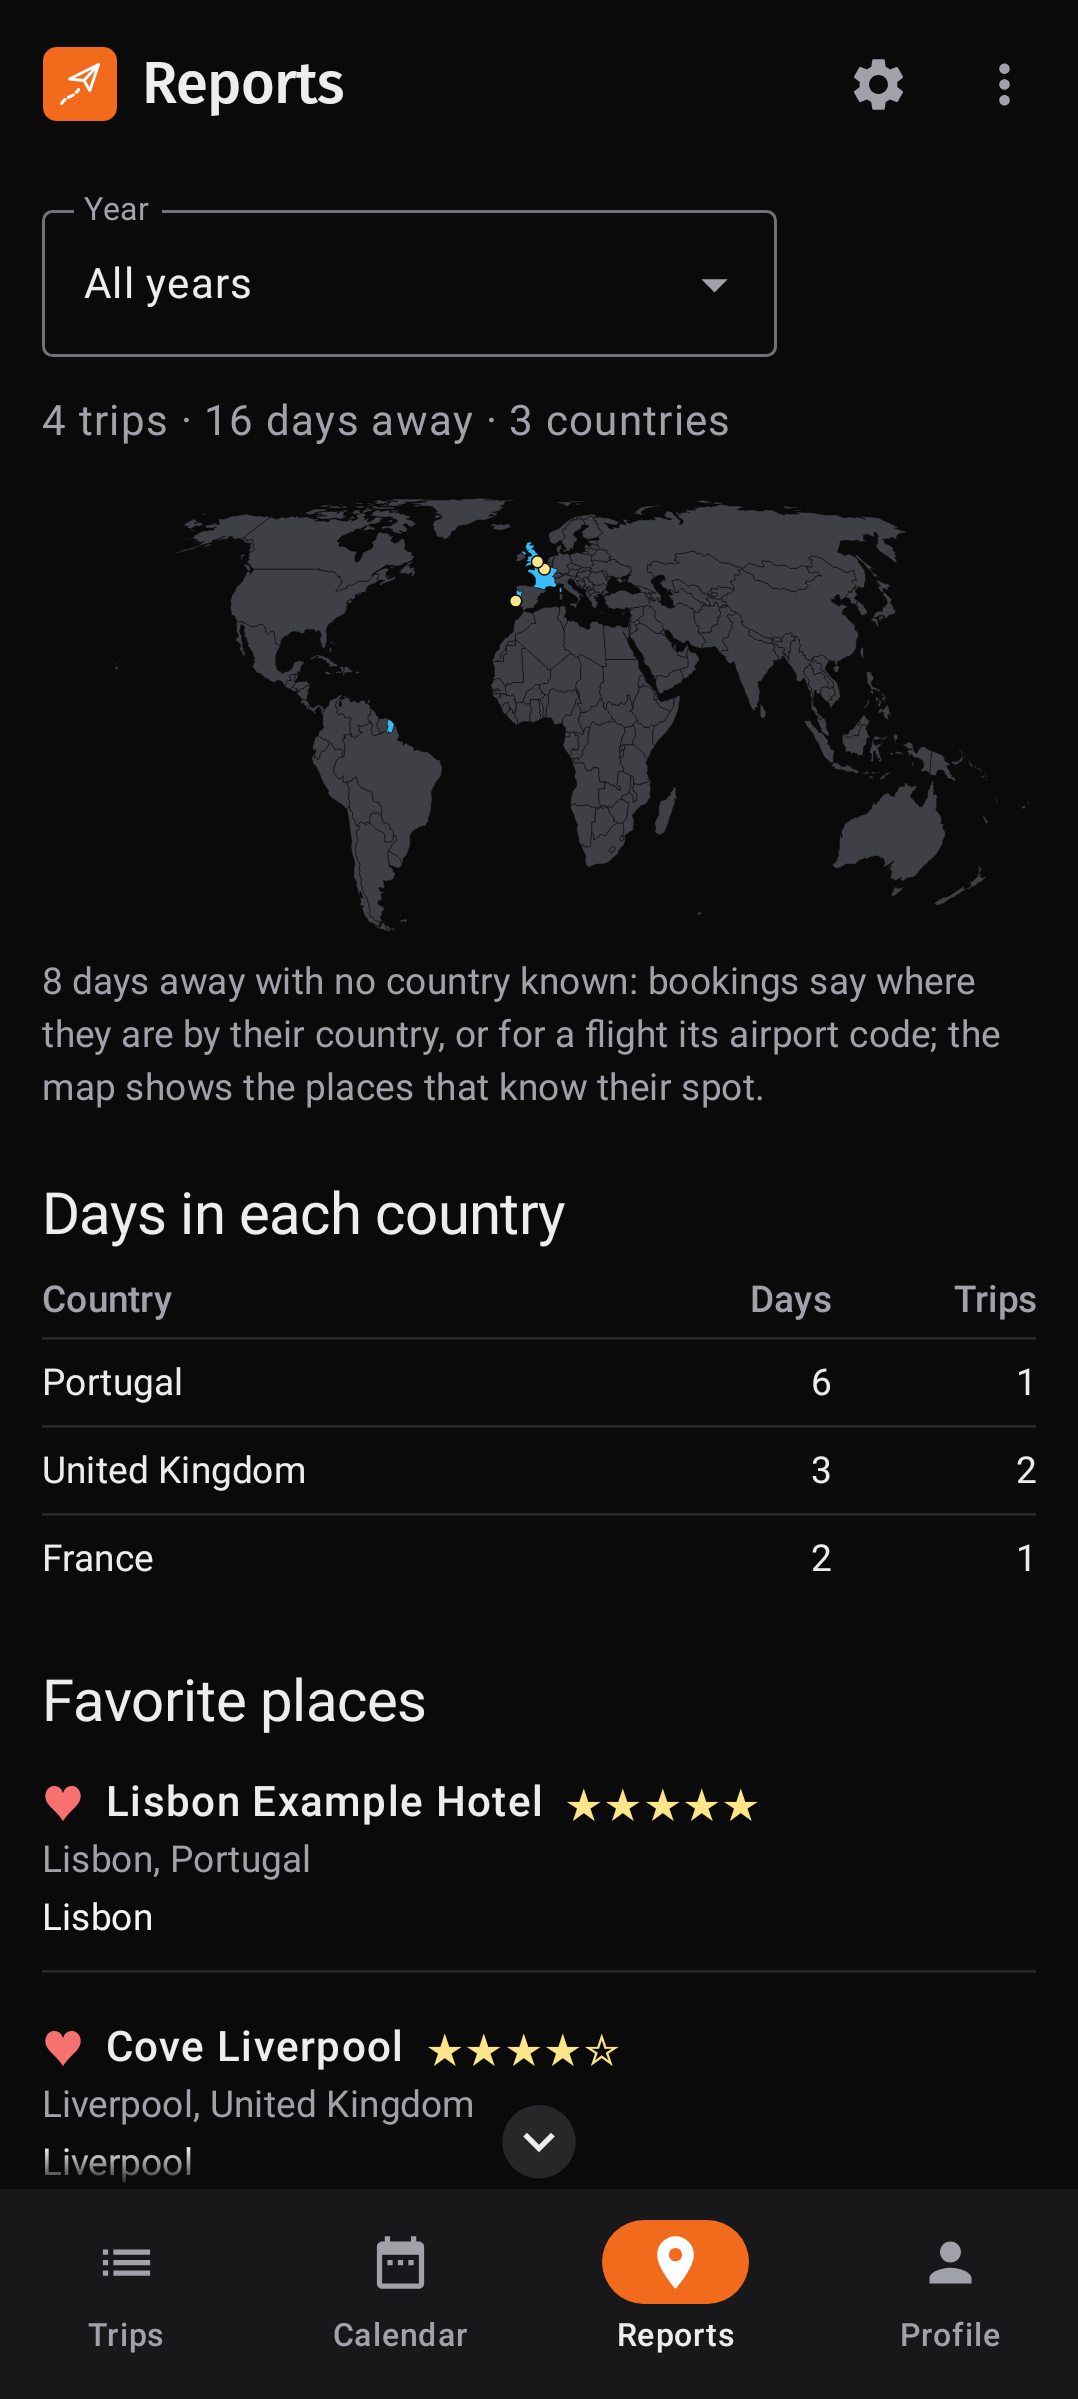 Reports
Year
All years
4 trips · 16 days away · 3 countries
8 days away with no country known: bookings say where
they are by their country, or for a flight its airport code; the
map shows the places that know their spot.
Days in each country
Country Days Trips
Portugal 6 1
United Kingdom 3 2
France 2 1
Favorite places
Lisbon Example Hotel ★★★★★
Lisbon, Portugal
Lisbon
Cove Liverpool ★★★★☆
Liverpool, United Kingdom
Liverpool
Trips Calendar Reports Profile